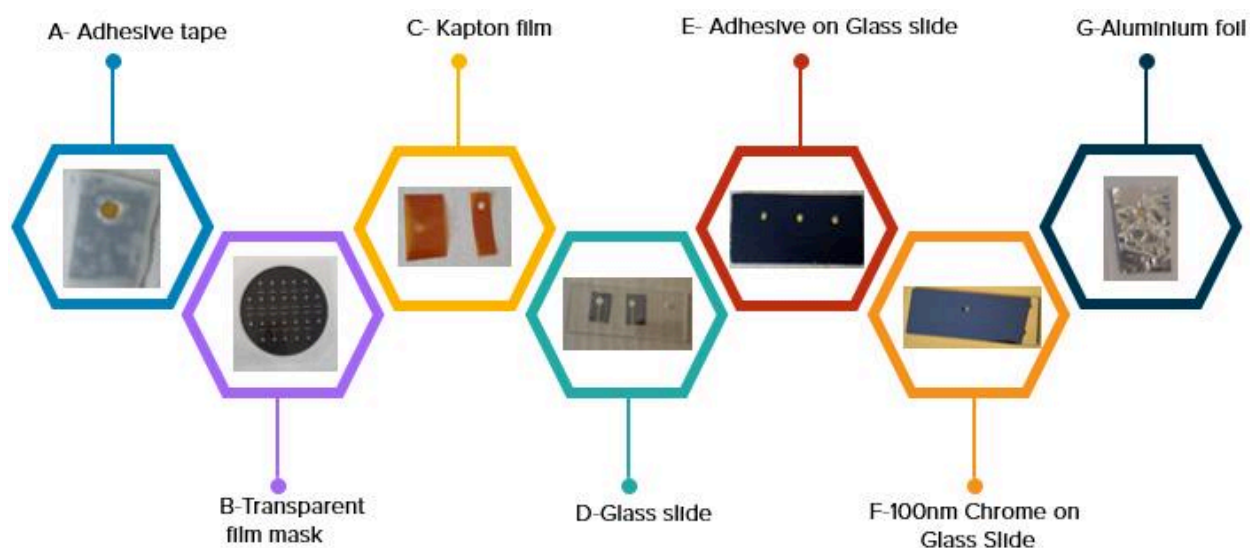 A- Adhesive tape
C- Kapton film
E- Adhesive on Glass slide
G-Aluminium foil
B-Transparent
film mask
D-Glass slide
F-100nm Chrome on
Glass Slide